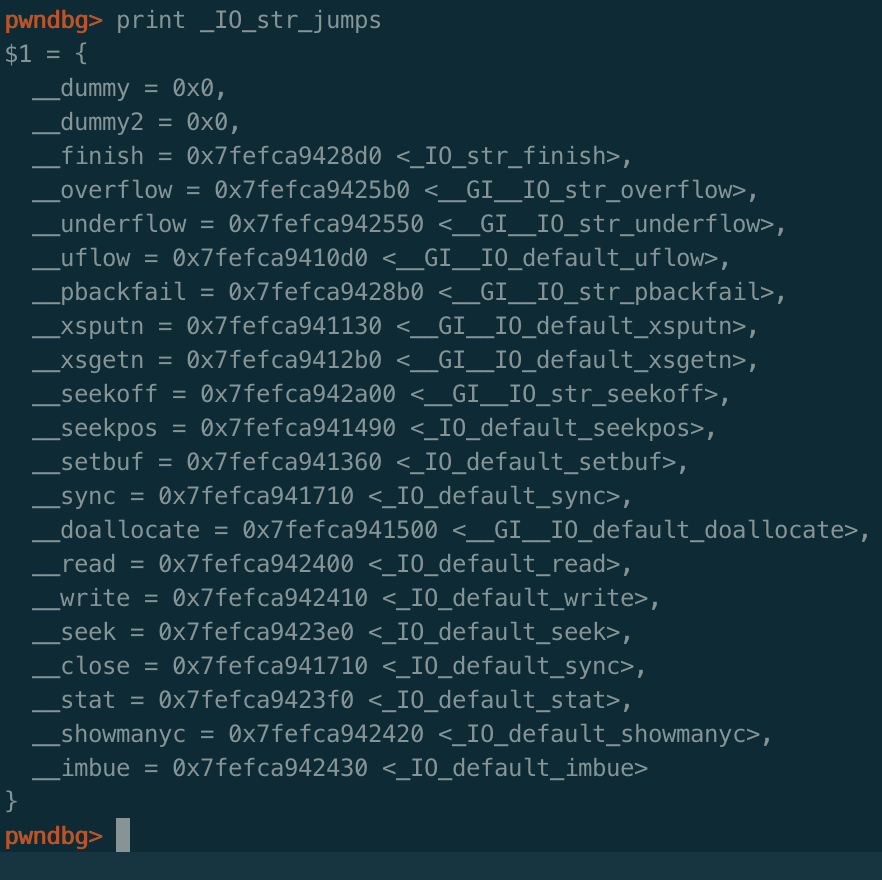 pwndbg> print _IO_str_jumps
$1 = {
  __dummy = 0x0,
  __dummy2 = 0x0,
  __finish = 0x7fefca9428d0 <_IO_str_finish>,
  __overflow = 0x7fefca9425b0 <__GI__IO_str_overflow>,
  __underflow = 0x7fefca942550 <__GI__IO_str_underflow>,
  __uflow = 0x7fefca9410d0 <__GI__IO_default_uflow>,
  __pbackfail = 0x7fefca9428b0 <__GI__IO_str_pbackfail>,
  __xsputn = 0x7fefca941130 <__GI__IO_default_xsputn>,
  __xsgetn = 0x7fefca9412b0 <__GI__IO_default_xsgetn>,
  __seekoff = 0x7fefca942a00 <__GI__IO_str_seekoff>,
  __seekpos = 0x7fefca941490 <_IO_default_seekpos>,
  __setbuf = 0x7fefca941360 <_IO_default_setbuf>,
  __sync = 0x7fefca941710 <_IO_default_sync>,
  __doallocate = 0x7fefca941500 <__GI__IO_default_doallocate>,
  __read = 0x7fefca942400 <_IO_default_read>,
  __write = 0x7fefca942410 <_IO_default_write>,
  __seek = 0x7fefca9423e0 <_IO_default_seek>,
  __close = 0x7fefca941710 <_IO_default_sync>,
  __stat = 0x7fefca9423f0 <_IO_default_stat>,
  __showmanyc = 0x7fefca942420 <_IO_default_showmanyc>,
  __imbue = 0x7fefca942430 <_IO_default_imbue>
}
pwndbg>